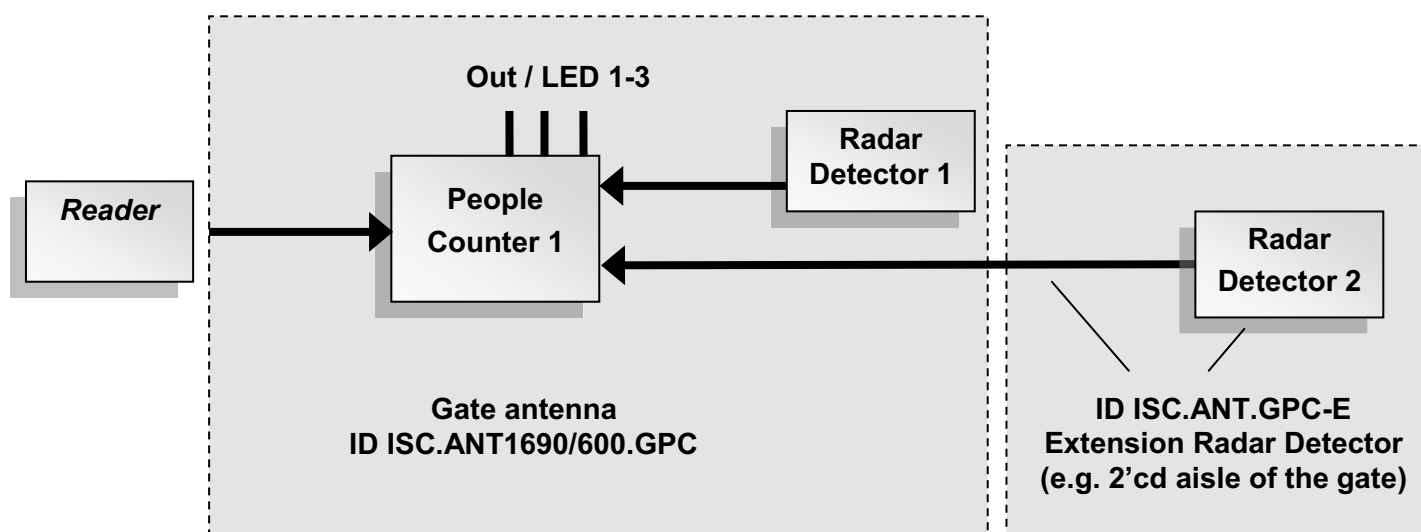 Out / LED 1-3
Radar
Detector 1
Reader
People
Counter 1
Radar
Detector 2
Gate antenna
ID ISC.ANT1690/600.GPC
ID ISC.ANT.GPC-E
Extension Radar Detector
(e.g. 2’cd aisle of the gate)